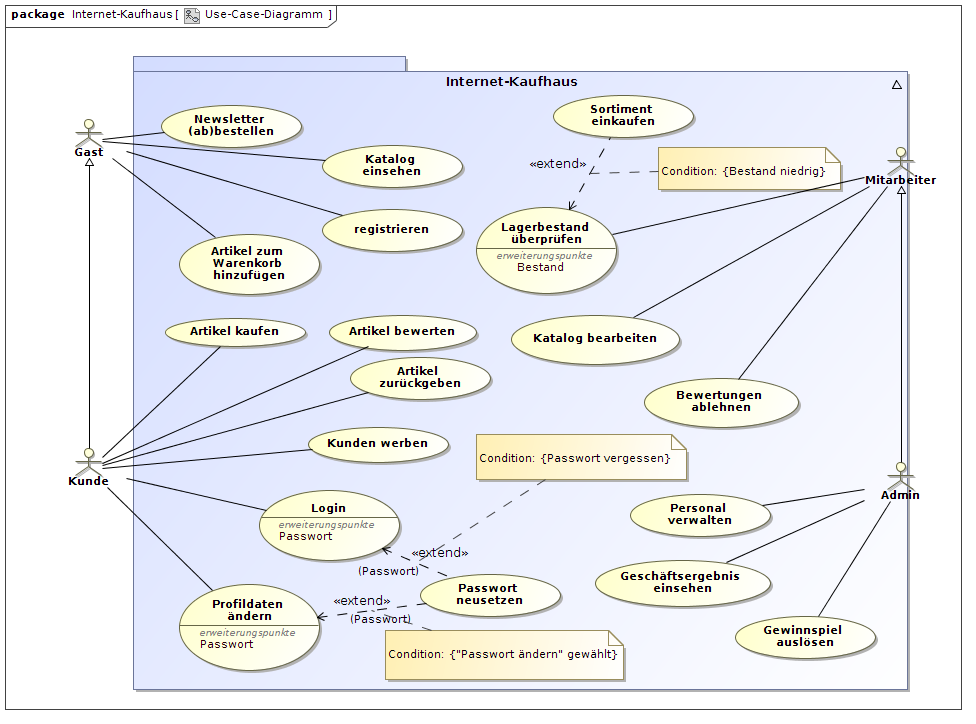 package Internet-Kaufhaus [ Use-Case-Diagramm ]
Internet-Kaufhaus
Newsletter
(ab)bestellen
Sortiment
einkaufen
Gast
Katalog
einsehen
«extend»
Condition: {Bestand niedrig}
Mitarbeiter
registrieren
Lagerbestand
überprüfen
erweiterungspunkte
Bestand
Artikel zum
Warenkorb
hinzufügen
Artikel kaufen
Artikel bewerten
Katalog bearbeiten
Artikel
zurückgeben
Bewertungen
ablehnen
Kunden werben
Condition: {Passwort vergessen}
Kunde
Admin
Login
erweiterungspunkte
Passwort
Personal
verwalten
«extend»
(Passwort)
Passwort
neusetzen
Geschäftsergebnis
einsehen
Profildaten
ändern
erweiterungspunkte
Passwort
«extend»
(Passwort)
Gewinnspiel
auslösen
Condition: {"Passwort ändern" gewählt}